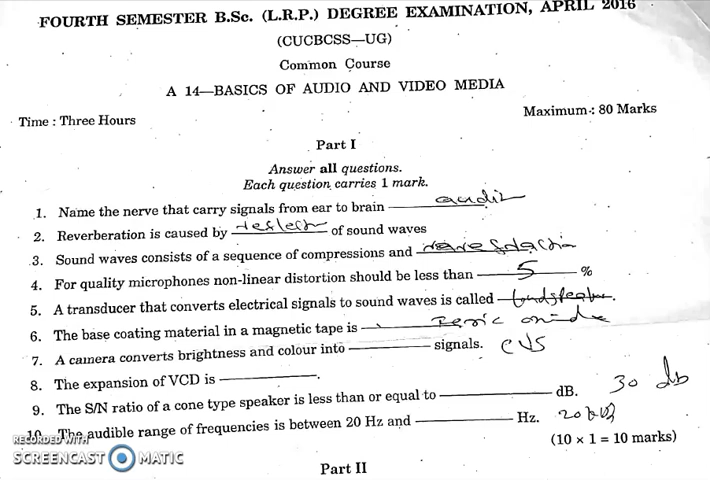 FOURTH SEMESTER B.Sc. (L.R.P.) DEGREE EXAMINATION, APRIL 2016
(CUCBCSS—UG)
Common Course
A 14—BASICS OF AUDIO AND VIDEO MEDIA
Time : Three Hours
Maximum : 80 Marks
Part I
Answer all questions.
Each question carries 1 mark.
1. Name the nerve that carry signals from ear to brain
2. Reverberation is caused by reflection of sound waves
3. Sound waves consists of a sequence of compressions and rarefaction
4. For quality microphones non-linear distortion should be less than 5 %
5. A transducer that converts electrical signals to sound waves is called loudspeaker.
6. The base coating material in a magnetic tape is
7. A camera converts brightness and colour into signals.
8. The expansion of VCD is .
9. The S/N ratio of a cone type speaker is less than or equal to dB. 30 db
10. The audible range of frequencies is between 20 Hz and Hz.
(10 × 1 = 10 marks)
RECORDED WITH
SCREENCAST MATIC
Part II